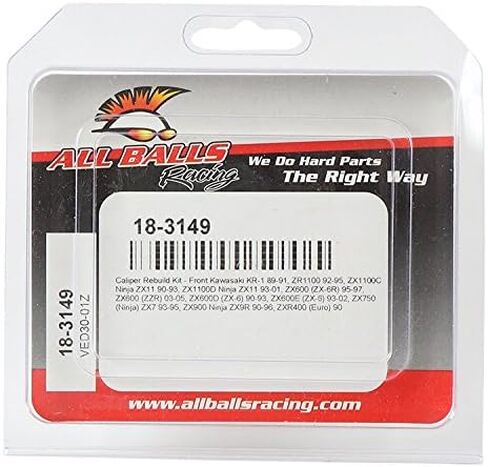 ALL BALLS
Racing
We Do Hard Parts
The Right Way
18-3149
Caliper Rebuild Kit - Front Kawasaki KR-1 89-91, ZR1100 92-95, ZX1100C
Ninja ZX11 90-93, ZX1100D Ninja ZX11 93-01, ZX600 (ZX-6R) 95-97,
ZX600 (ZZR) 03-05, ZX600D (ZX-6) 90-93, ZX600E (ZX-6) 93-02, ZX750
(Ninja) ZX7 93-95, ZX900 Ninja ZX9R 90-96, ZXR400 (Euro) 90
18-3149
VED30-01Z
www.allballsracing.com